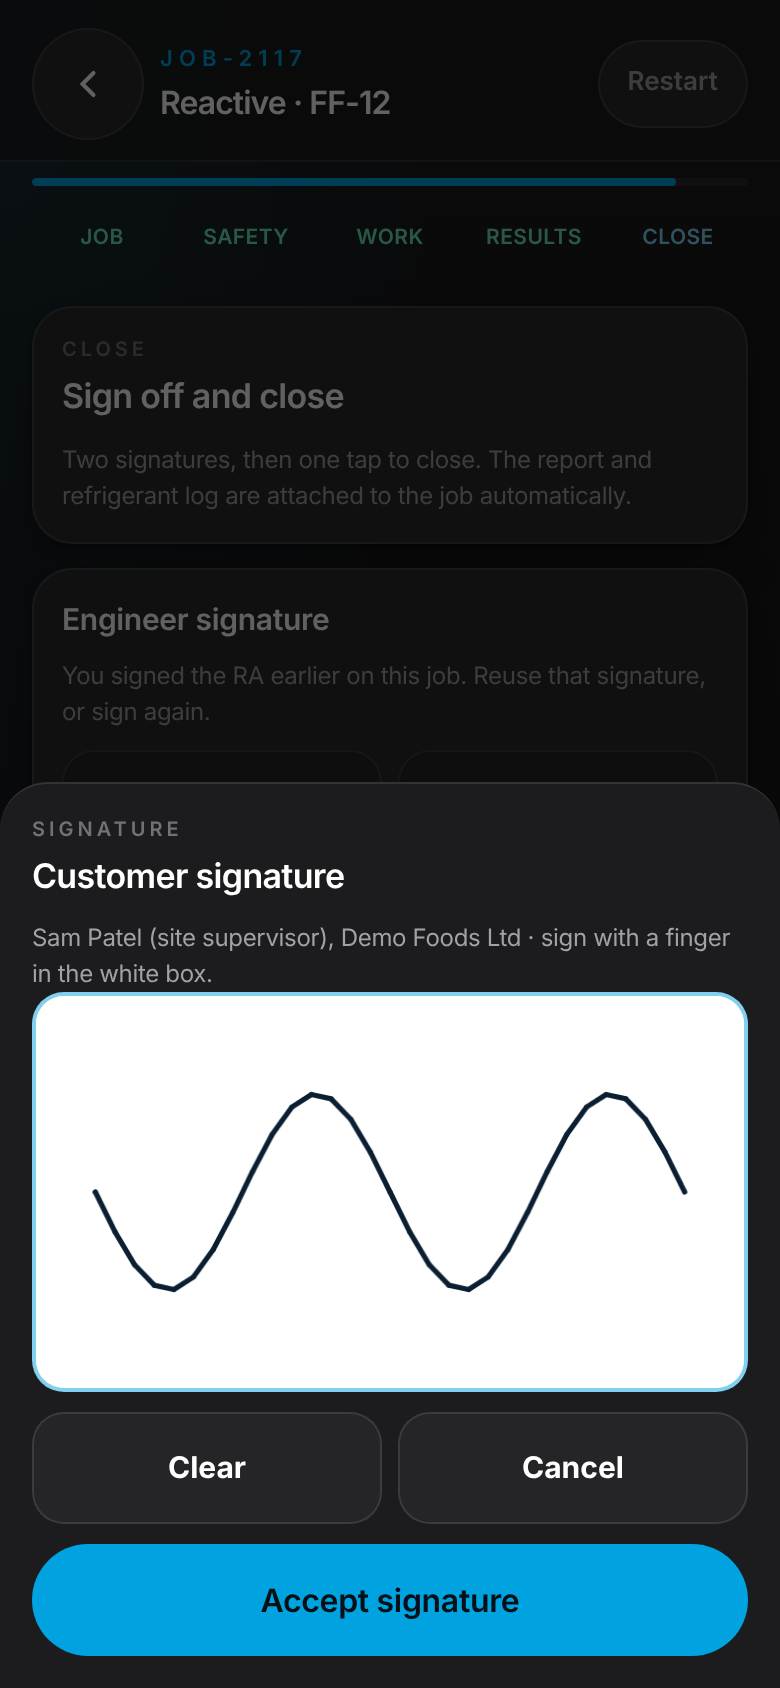 JOB-2117
Reactive · FF-12
Restart
JOB SAFETY WORK RESULTS CLOSE
CLOSE
Sign off and close
Two signatures, then one tap to close. The report and
refrigerant log are attached to the job automatically.
Engineer signature
You signed the RA earlier on this job. Reuse that signature,
or sign again.
SIGNATURE
Customer signature
Sam Patel (site supervisor), Demo Foods Ltd · sign with a finger
in the white box.
Clear
Cancel
Accept signature